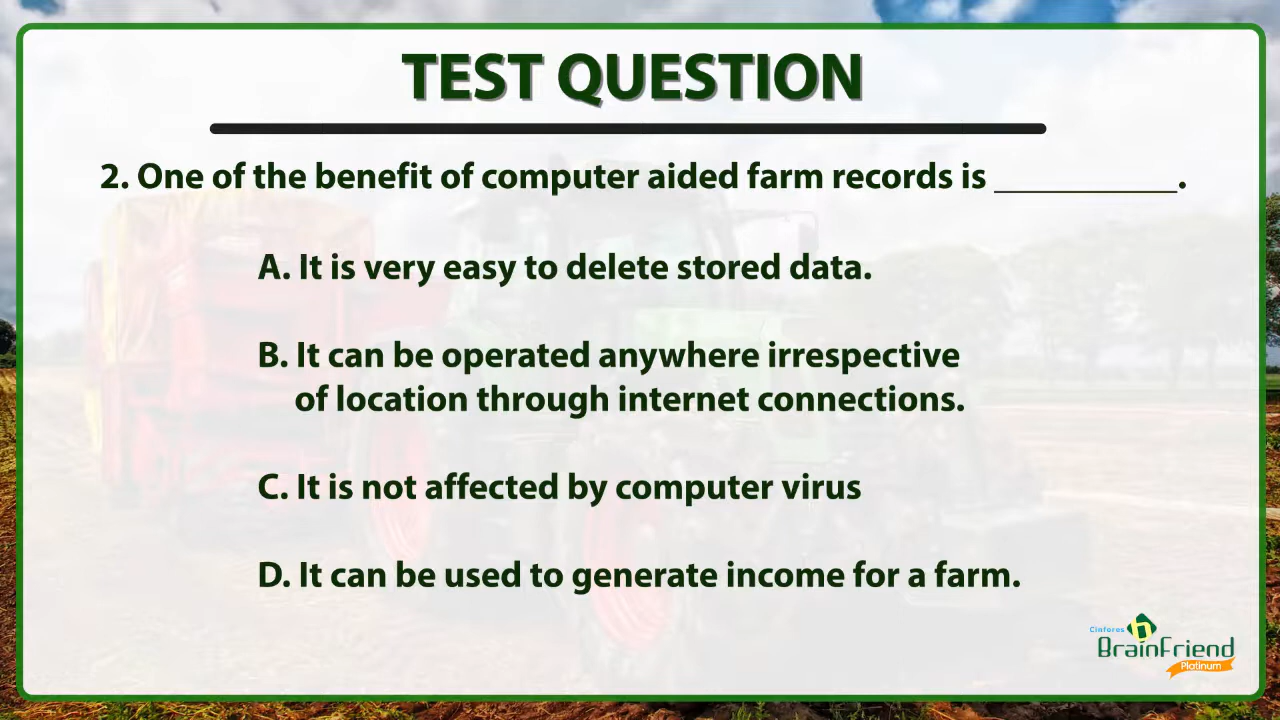 TEST QUESTION
2. One of the benefit of computer aided farm records is __________.
A. It is very easy to delete stored data.
B. It can be operated anywhere irrespective
of location through internet connections.
C. It is not affected by computer virus
D. It can be used to generate income for a farm.
Cinfores
BrainFriend
Platinum